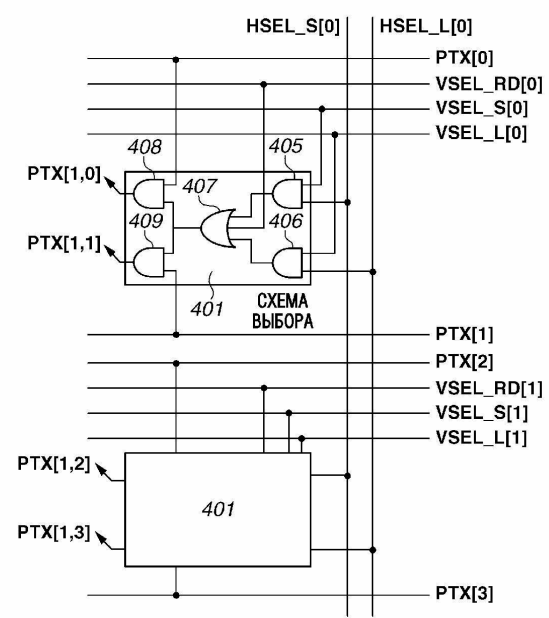 HSEL_S[0] HSEL_L[0]
PTX[0]
VSEL_RD[0]
VSEL_S[0]
VSEL_L[0]
408 405
PTX[1,0]
407
409 406
PTX[1,1]
401
СХЕМА
ВЫБОРА
PTX[1]
PTX[2]
VSEL_RD[1]
VSEL_S[1]
VSEL_L[1]
PTX[1,2]
401
PTX[1,3]
PTX[3]